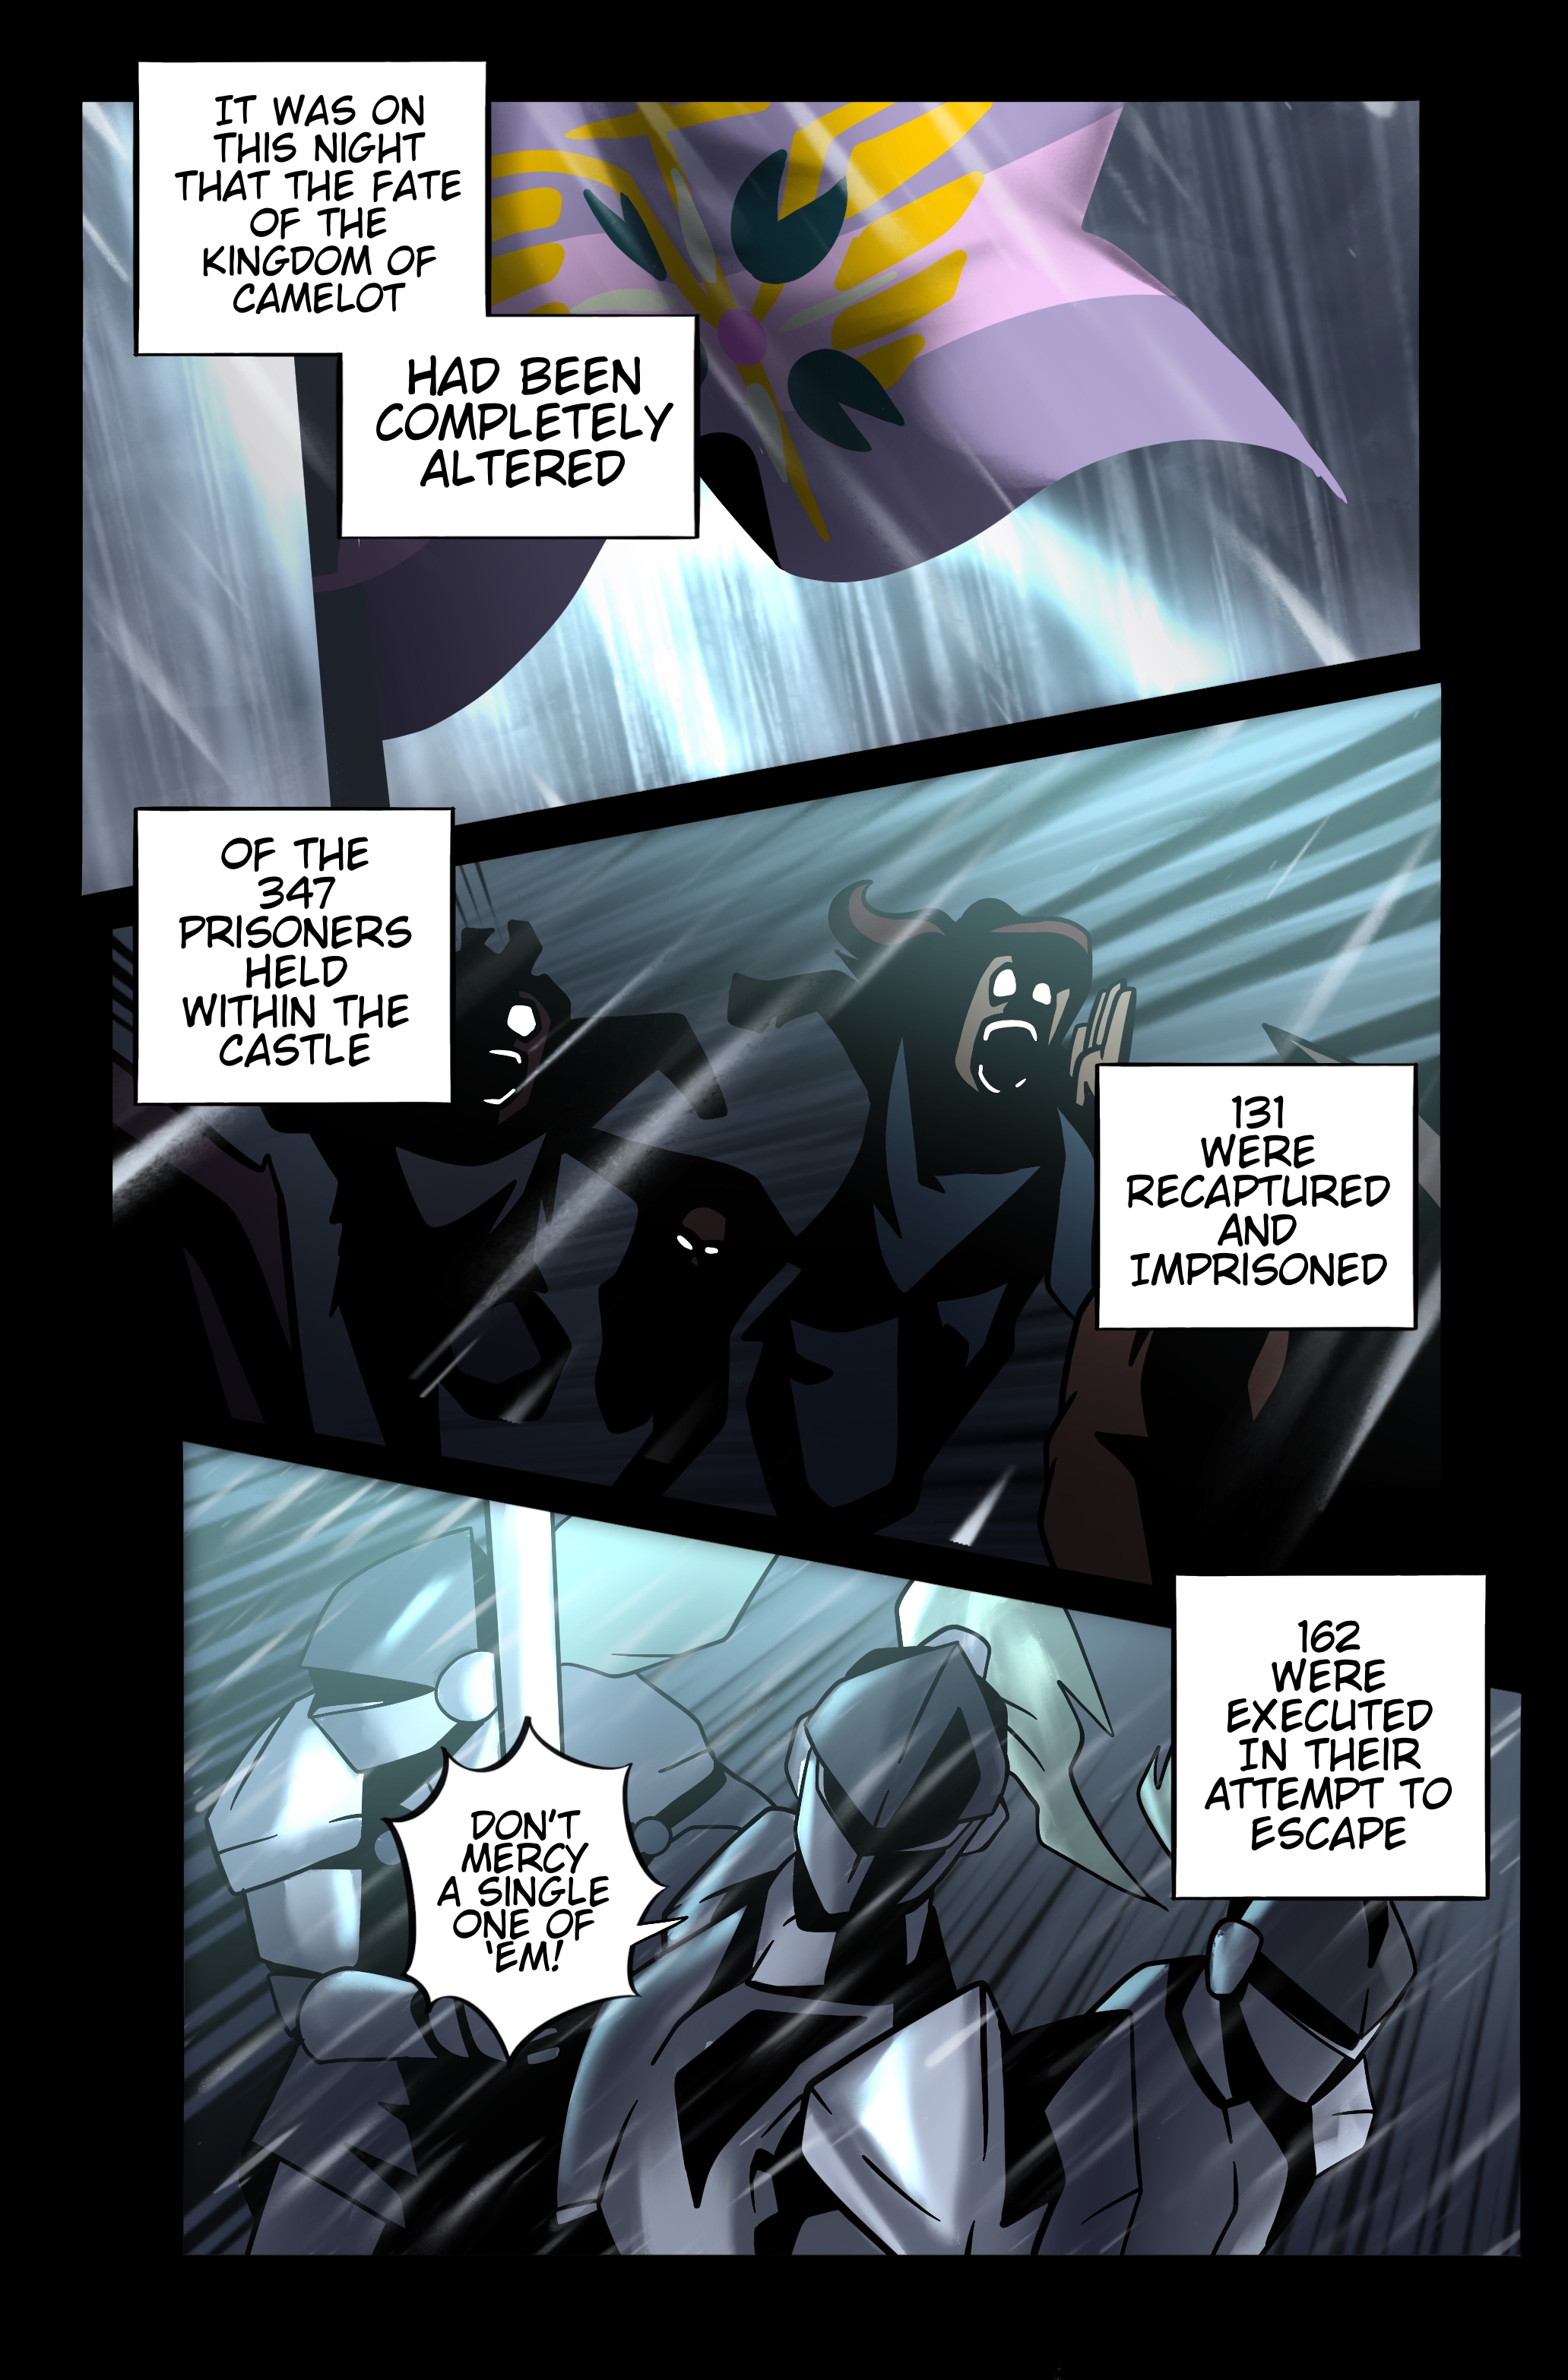 IT WAS ON
THIS NIGHT
THAT THE FATE
OF THE
KINGDOM OF
CAMELOT
HAD BEEN
COMPLETELY
ALTERED
OF THE
347
PRISONERS
HELD
WITHIN THE
CASTLE
131
WERE
RECAPTURED
AND
IMPRISONED
162
WERE
EXECUTED
IN THEIR
ATTEMPT TO
ESCAPE
DON'T
MERCY
A SINGLE
ONE OF
'EM!